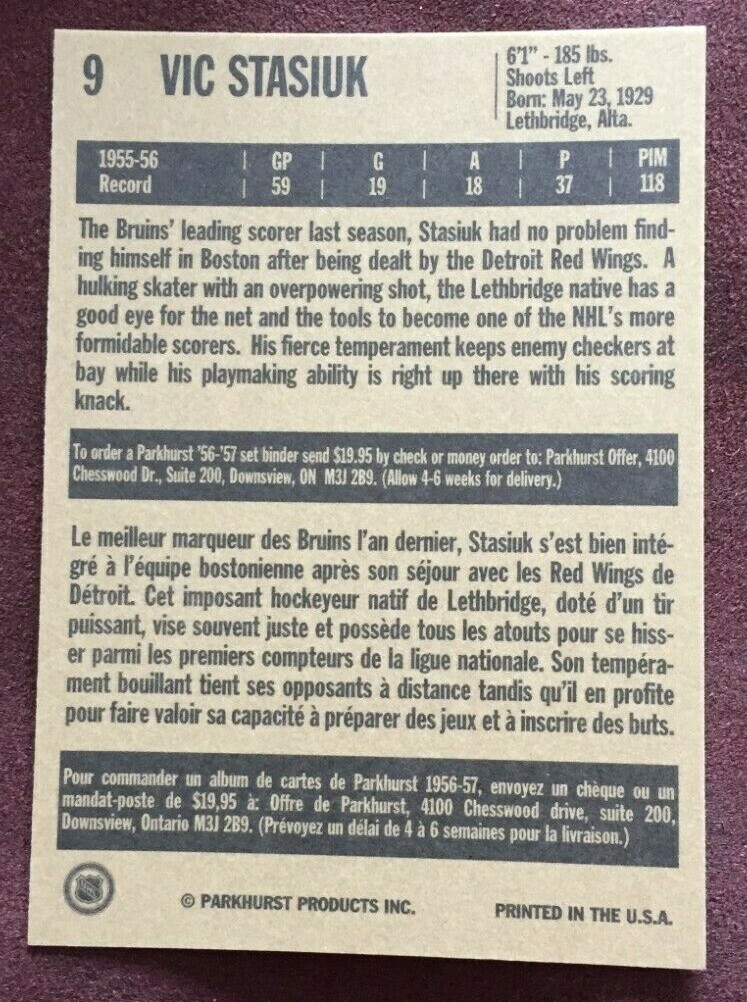 9 VIC STASIUK
6'1" - 185 lbs.
Shoots Left
Born: May 23, 1929
Lethbridge, Alta.
1955-56 | GP | G | A | P | PIM
Record | 59 | 19 | 18 | 37 | 118
The Bruins' leading scorer last season, Stasiuk had no problem find-
ing himself in Boston after being dealt by the Detroit Red Wings. A
hulking skater with an overpowering shot, the Lethbridge native has a
good eye for the net and the tools to become one of the NHL's more
formidable scorers. His fierce temperament keeps enemy checkers at
bay while his playmaking ability is right up there with his scoring
knack.
To order a Parkhurst '56-'57 set binder send $19.95 by check or money order to: Parkhurst Offer, 4100
Chesswood Dr., Suite 200, Downsview, ON M3J 2B9. (Allow 4-6 weeks for delivery.)
Le meilleur marqueur des Bruins l'an dernier, Stasiuk s'est bien inté-
gré à l'équipe bostonienne après son séjour avec les Red Wings de
Détroit. Cet imposant hockeyeur natif de Lethbridge, doté d'un tir
puissant, vise souvent juste et possède tous les atouts pour se hiss-
er parmi les premiers compteurs de la ligue nationale. Son tempéra-
ment bouillant tient ses opposants à distance tandis qu'il en profite
pour faire valoir sa capacité à préparer des jeux et à inscrire des buts.
Pour commander un album de cartes de Parkhurst 1956-57, envoyez un chèque ou un
mandat-poste de $19,95 à: Offre de Parkhurst, 4100 Chesswood drive, suite 200,
Downsview, Ontario M3J 2B9. (Prévoyez un délai de 4 à 6 semaines pour la livraison.)
NHL
© PARKHURST PRODUCTS INC.
PRINTED IN THE U.S.A.